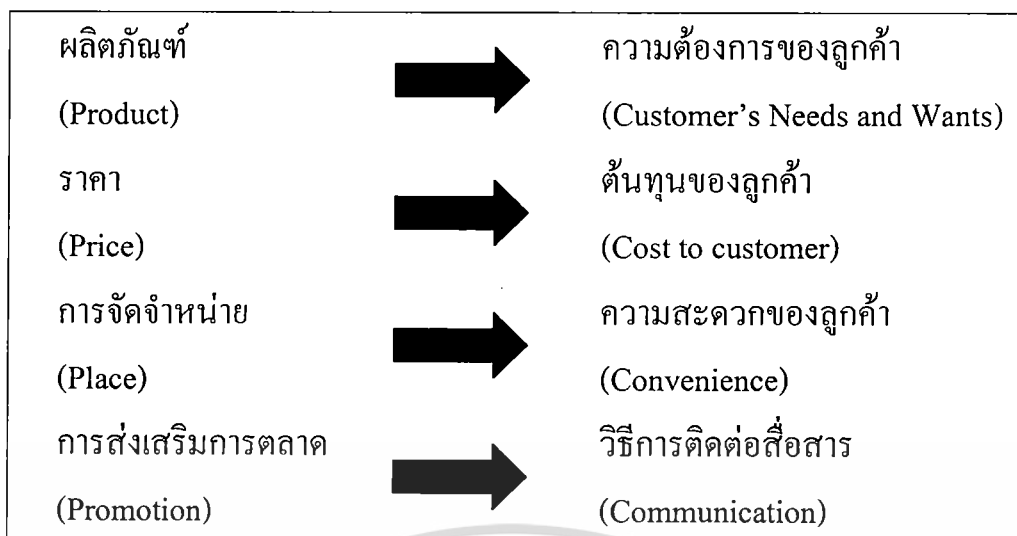 ผลิตภัณฑ์
ความต้องการของลูกค้า
(Product)
(Customer's Needs and Wants)
ราคา
ต้นทุนของลูกค้า
(Price)
(Cost to customer)
การจัดจำหน่าย
ความสะดวกของลูกค้า
(Place)
(Convenience)
การส่งเสริมการตลาด
วิธีการติดต่อสื่อสาร
(Promotion)
(Communication)